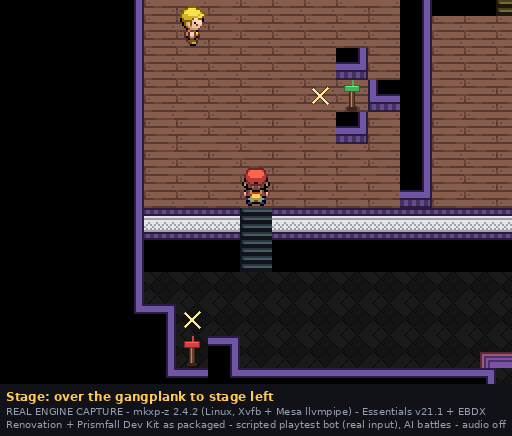 Stage: over the gangplank to stage left
REAL ENGINE CAPTURE - mkxp-z 2.4.2 (Linux, Xvfb + Mesa llvmpipe) - Essentials v21.1 + EBDX
Renovation + Prismfall Dev Kit as packaged - scripted playtest bot (real input), AI battles - audio off